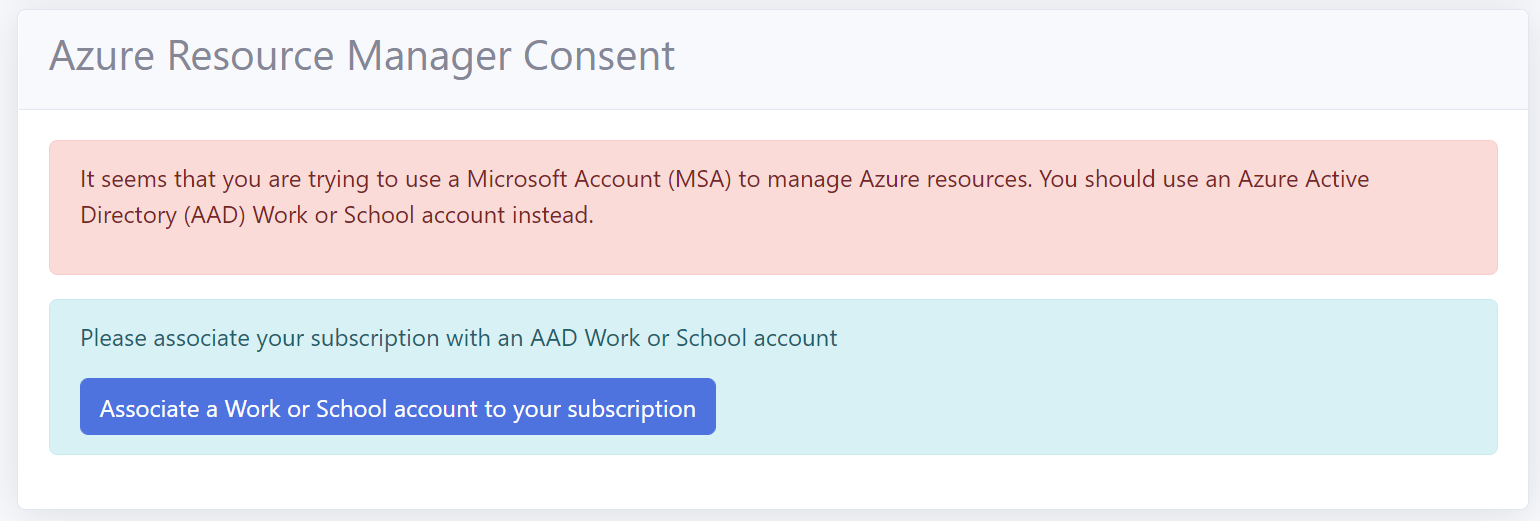 Azure Resource Manager Consent
It seems that you are trying to use a Microsoft Account (MSA) to manage Azure resources. You should use an Azure Active
Directory (AAD) Work or School account instead.
Please associate your subscription with an AAD Work or School account
Associate a Work or School account to your subscription